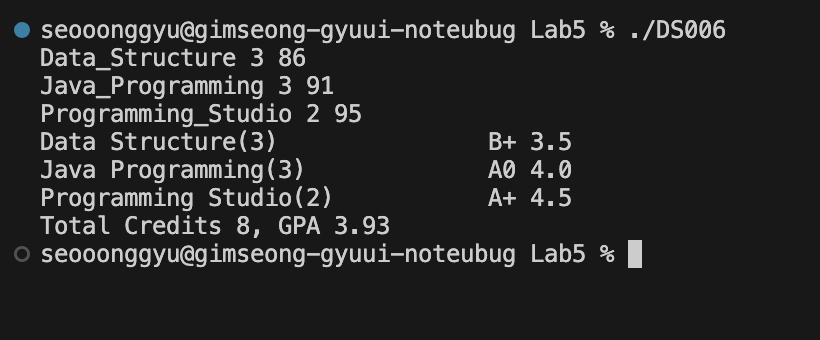 seooonggyu@gimseong-gyuui-noteubug Lab5 % ./DS006
Data_Structure 3 86
Java_Programming 3 91
Programming_Studio 2 95
Data Structure(3) B+ 3.5
Java Programming(3) A0 4.0
Programming Studio(2) A+ 4.5
Total Credits 8, GPA 3.93
seooonggyu@gimseong-gyuui-noteubug Lab5 %